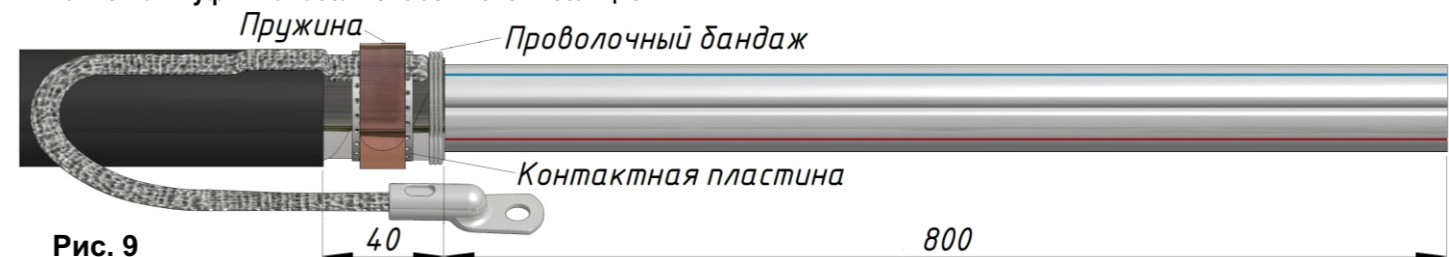 Пружина
Проволочный бандаж
Контактная пластина
Рис. 9
40
800